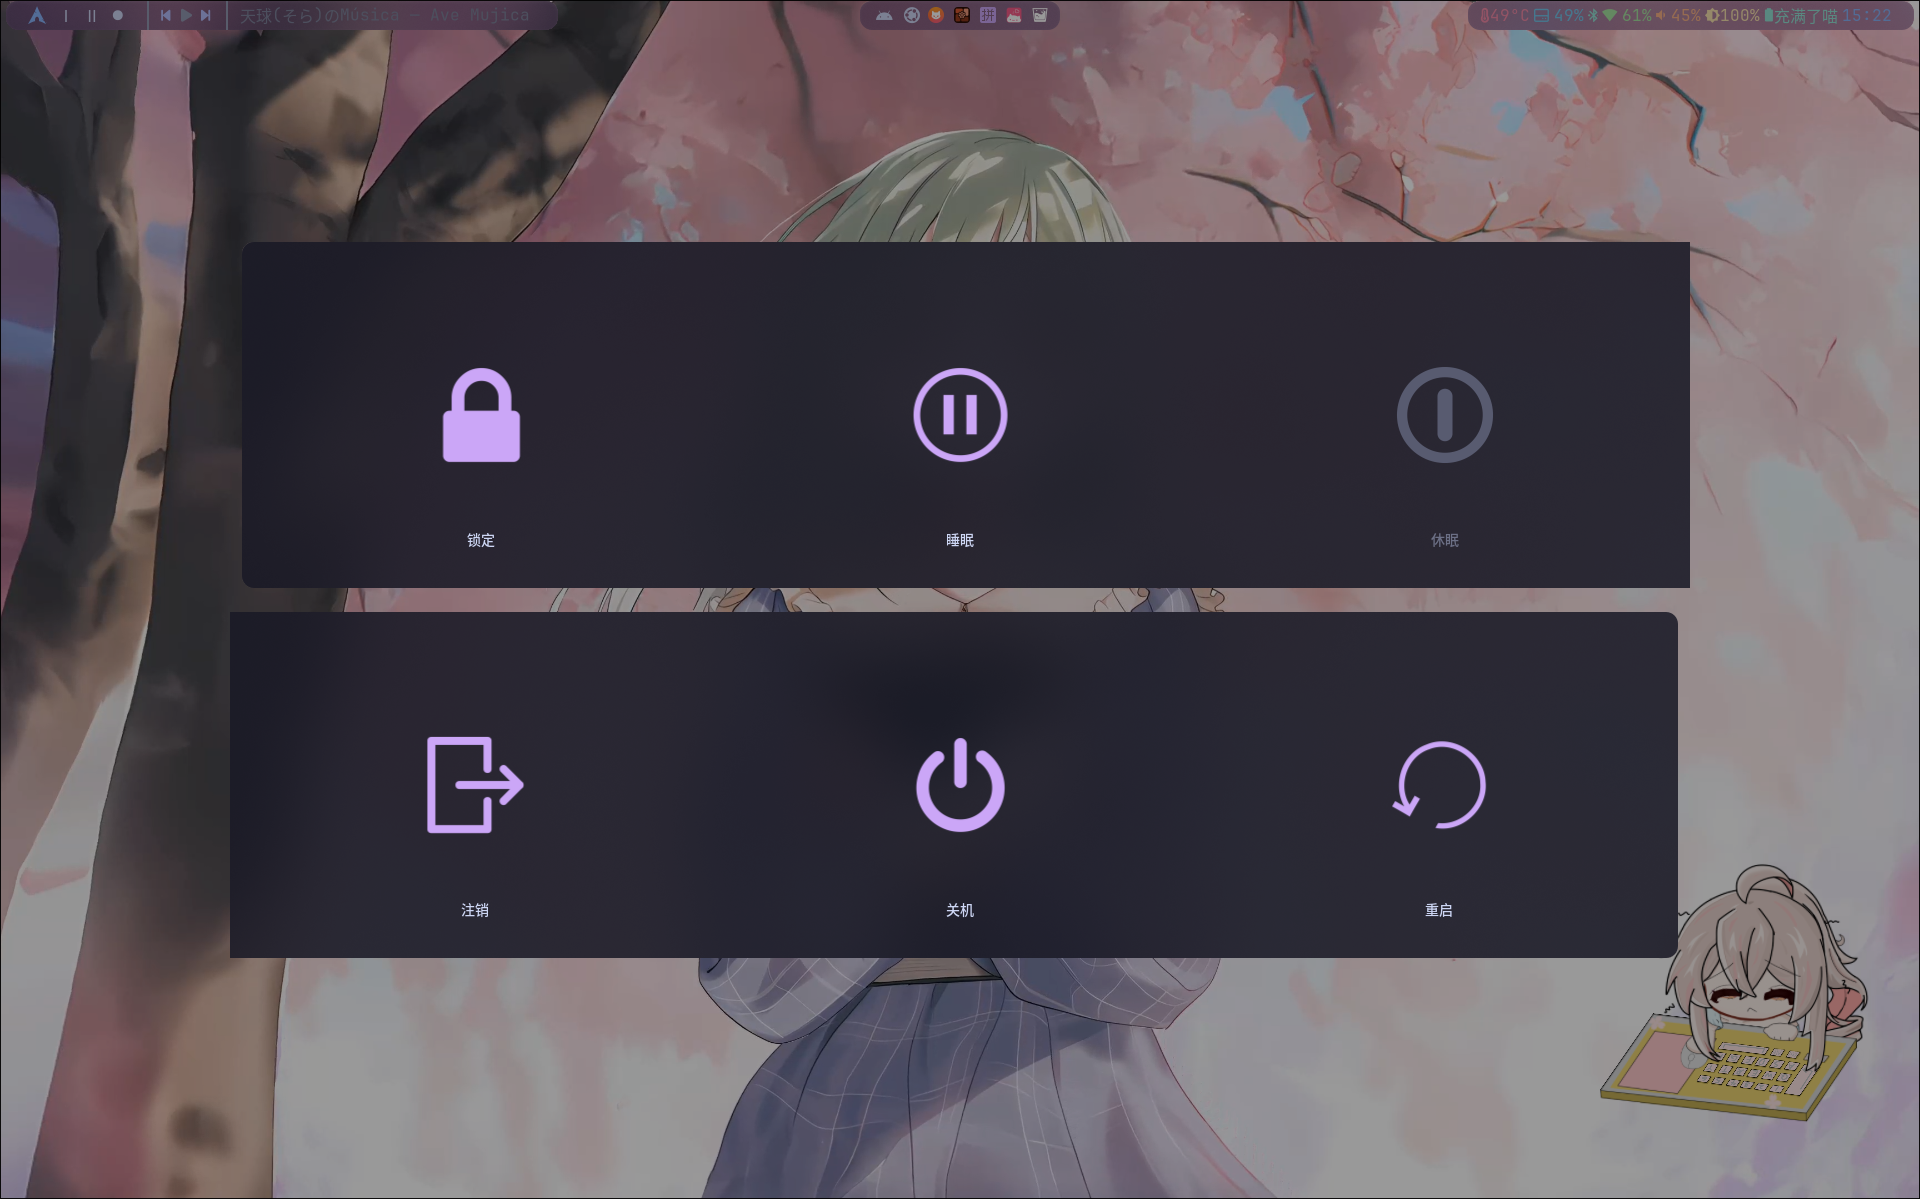 天球(そら)のMúsica – Ave Mujica
拼
49°C 49% 61% 45% 100% 充满了喵 15:22
锁定
睡眠
休眠
注销
关机
重启